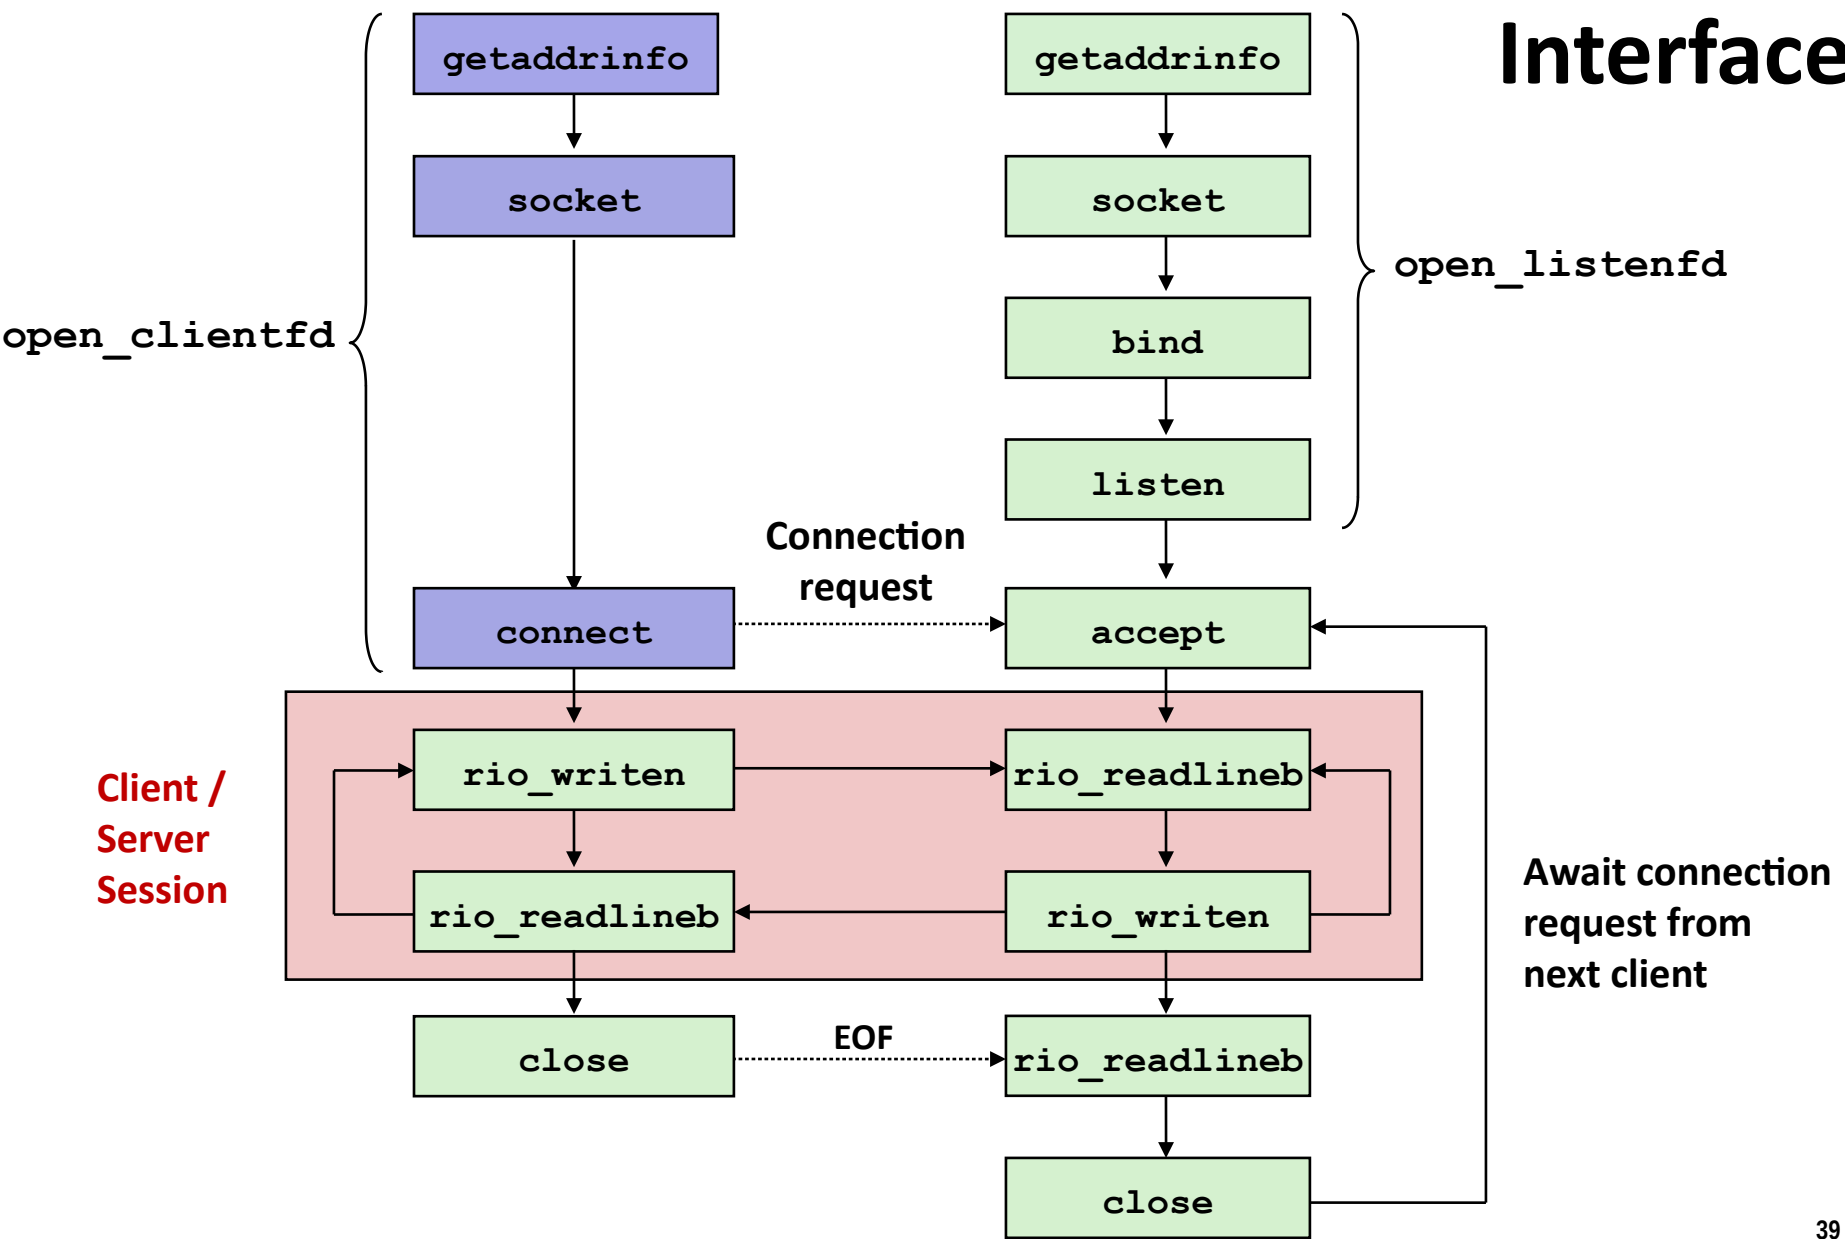 Interface
getaddrinfo
getaddrinfo
socket
socket
open_listenfd
open_clientfd
bind
listen
Connection
request
connect
accept
Client /
Server
Session
rio_writen
rio_readlineb
rio_readlineb
rio_writen
Await connection
request from
next client
close
EOF
rio_readlineb
close
39